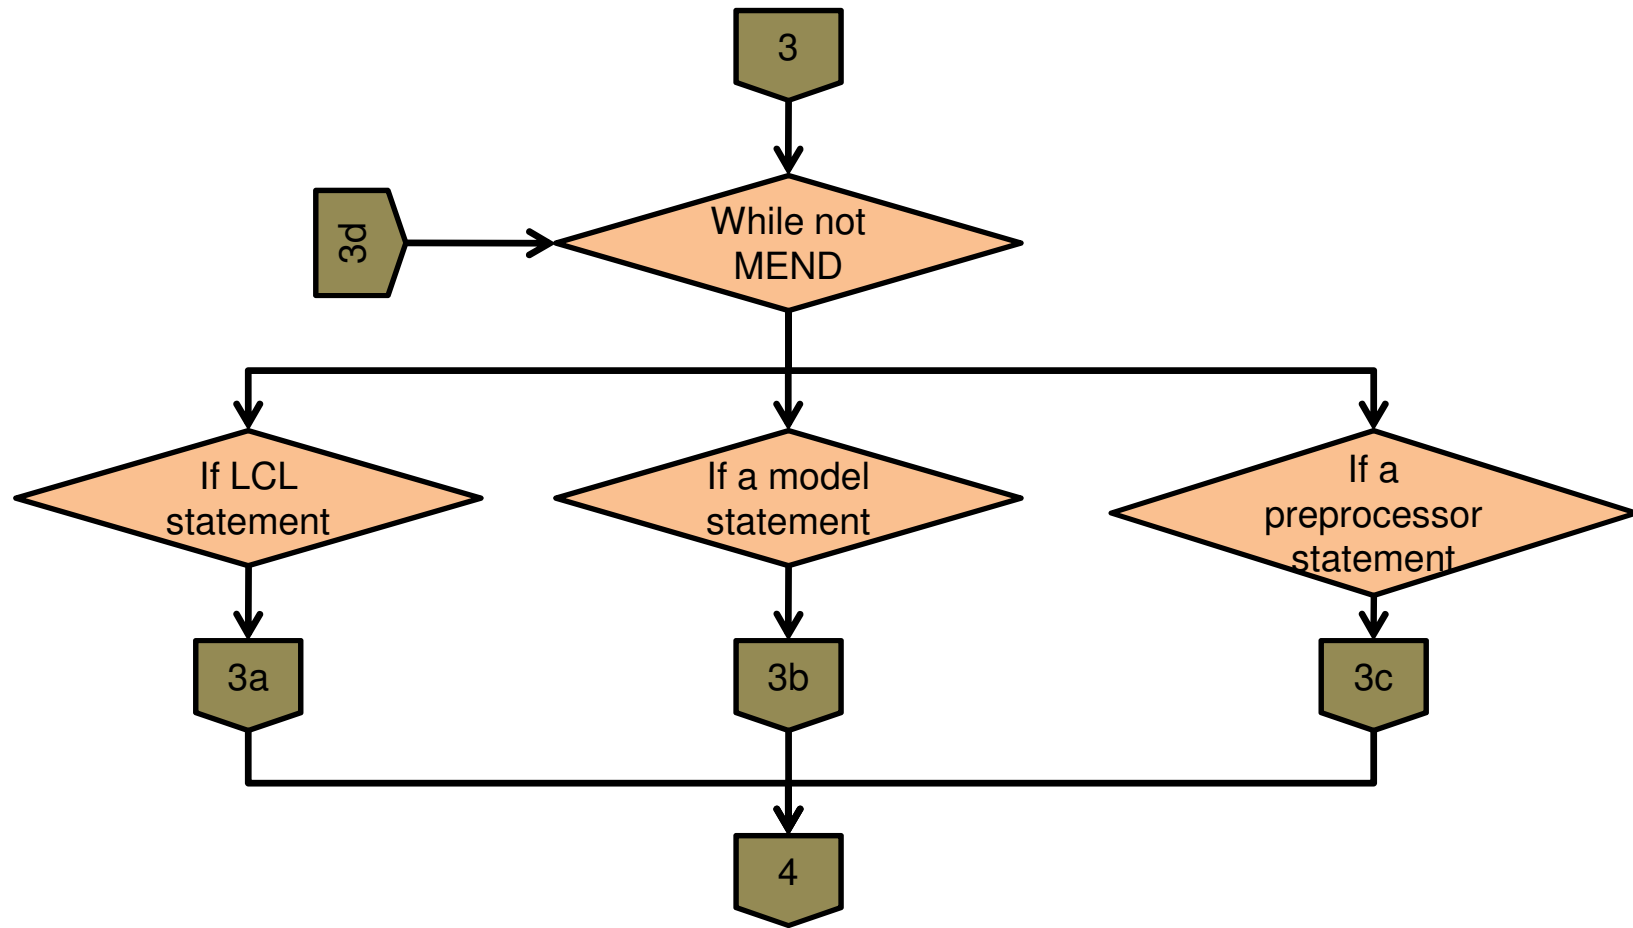 3
3d
While not
MEND
If LCL
statement
If a model
statement
If a
preprocessor
statement
3a
3b
3c
4